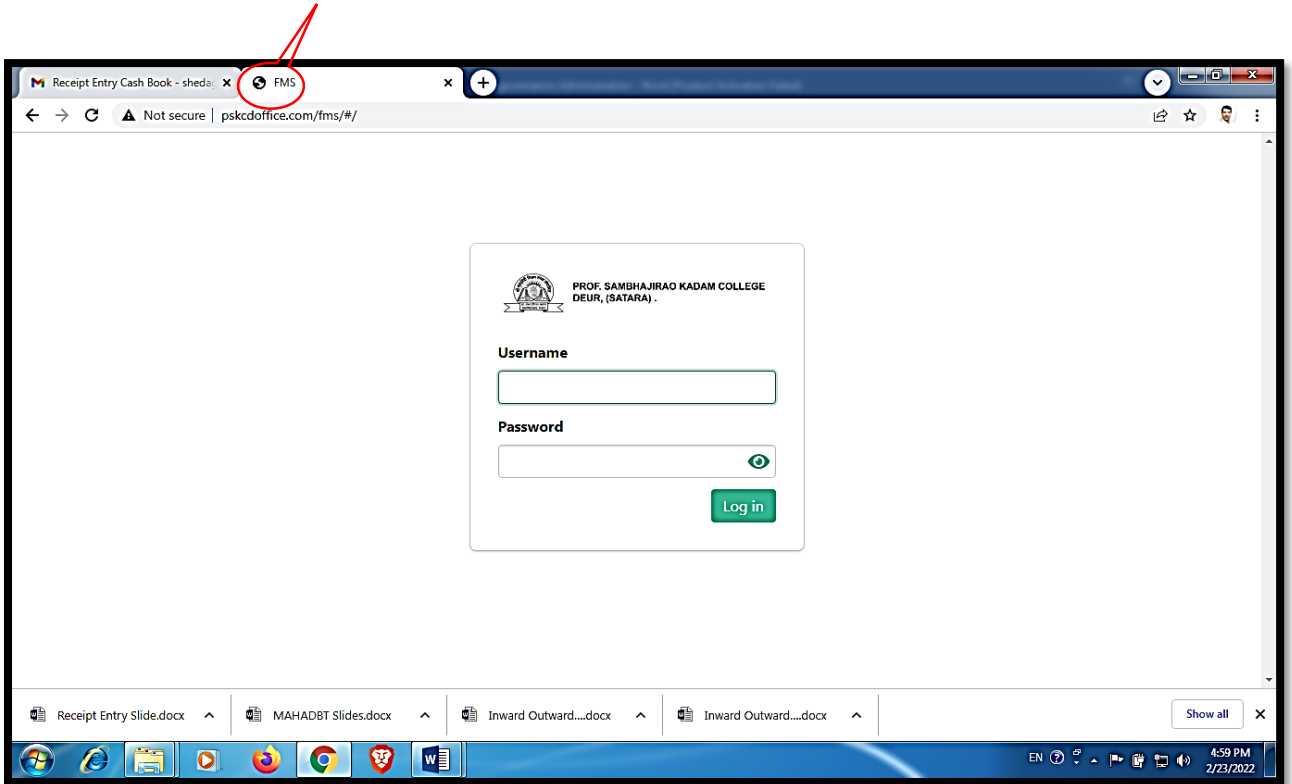 Receipt Entry Cash Book - sheda
FMS
Not secure | pskcdoffice.com/fms/#/
PROF. SAMBHAJIRAO KADAM COLLEGE
DEUR, (SATARA) .
Username
Password
Log in
Receipt Entry Slide.docx
MAHADBT Slides.docx
Inward Outward....docx
Inward Outward....docx
Show all
EN
4:59 PM
2/23/2022